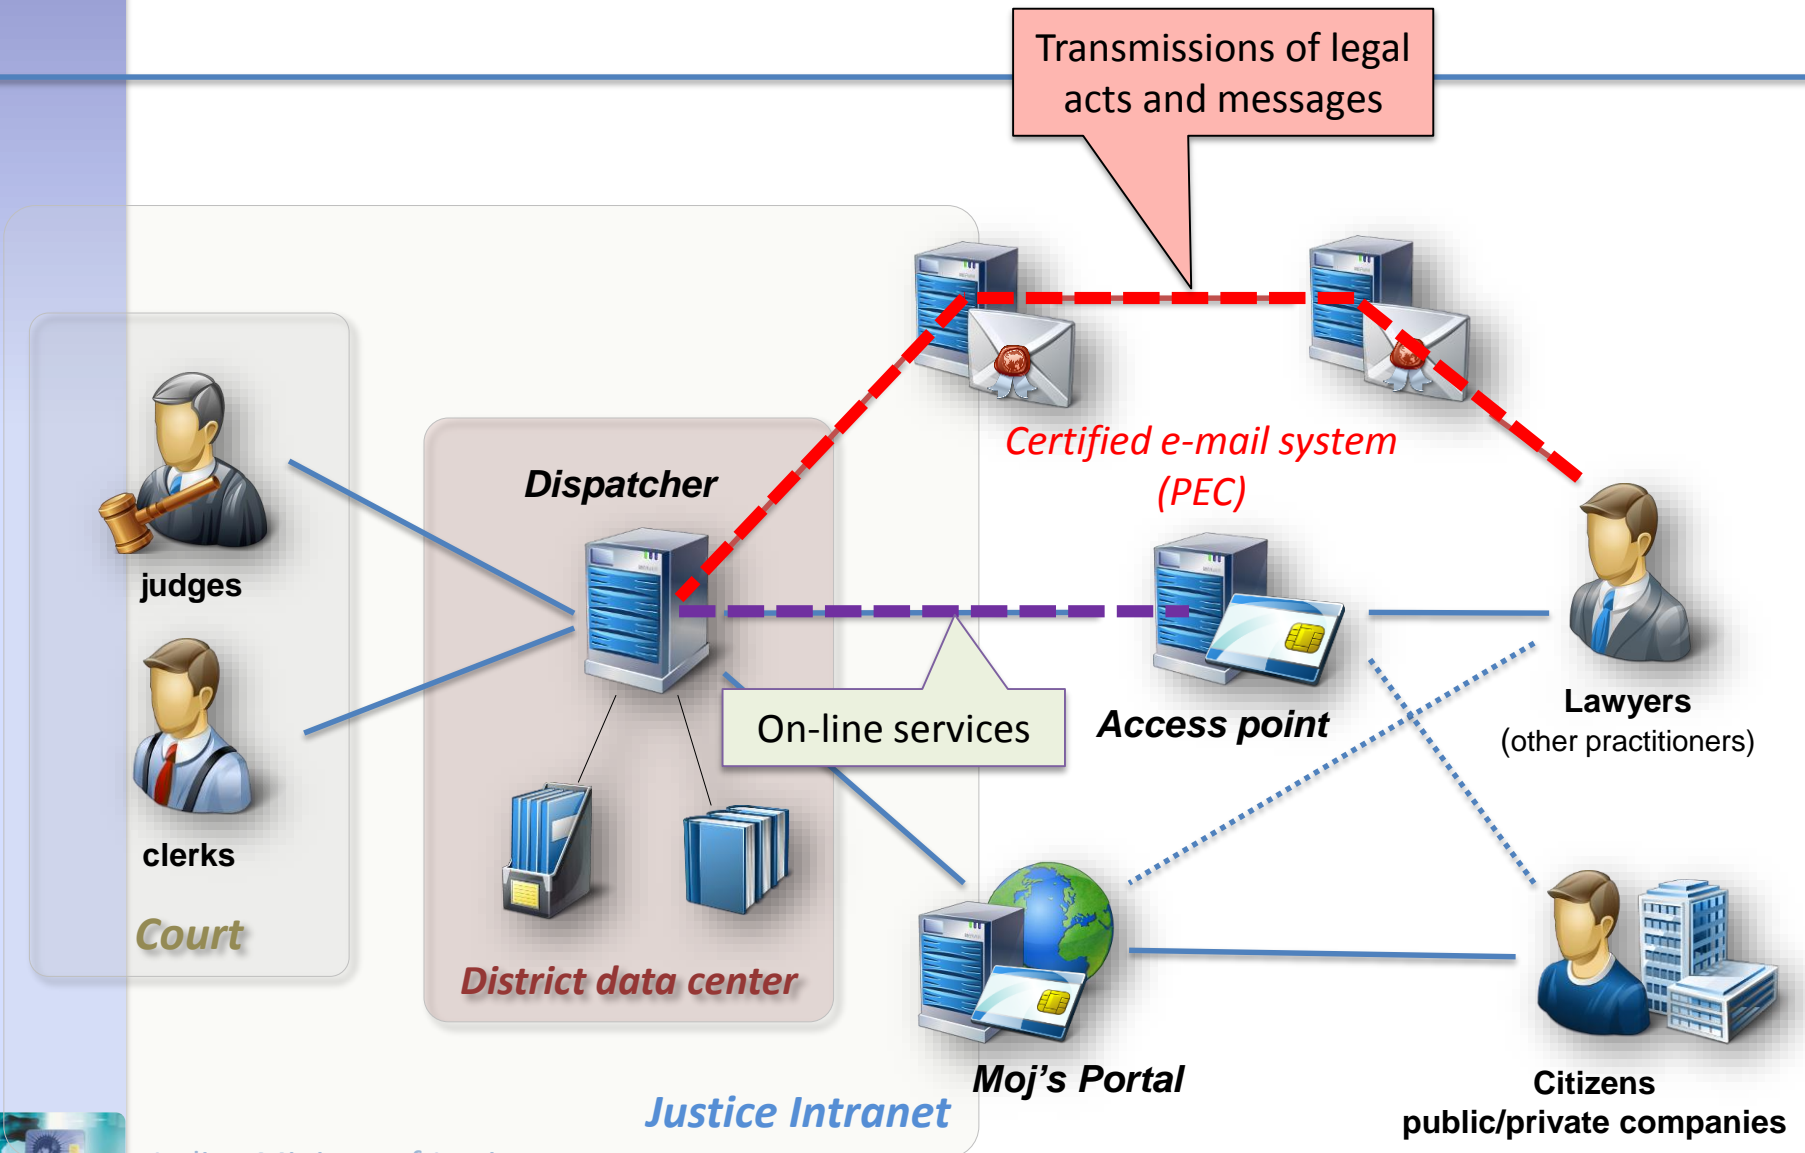 Transmissions of legal
acts and messages
Certified e-mail system
(PEC)
Dispatcher
judges
On-line services
Access point
Lawyers
(other practitioners)
clerks
Court
District data center
Moj's Portal
Justice Intranet
Citizens
public/private companies